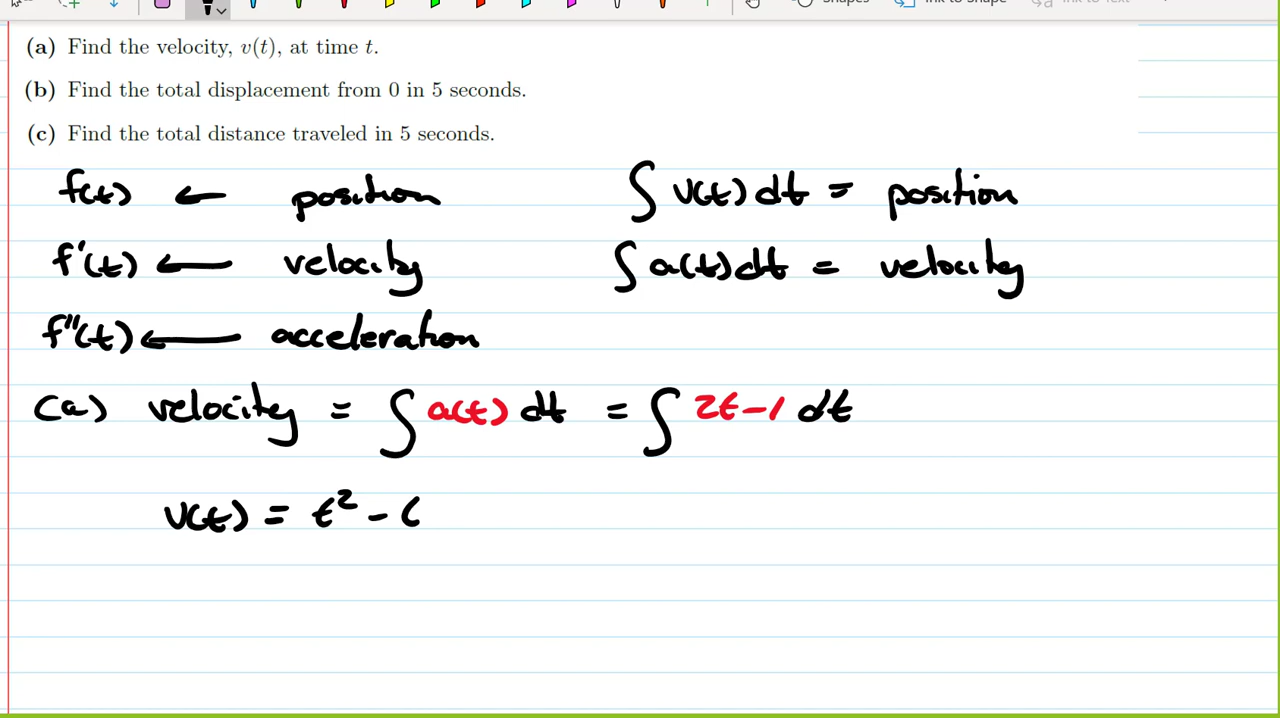 (a) Find the velocity, v(t), at time t.
(b) Find the total displacement from 0 in 5 seconds.
(c) Find the total distance traveled in 5 seconds.
f(t) ← position ∫ v(t) dt = position
f'(t) ← velocity ∫ a(t) dt = velocity
f''(t) ← acceleration
(a) velocity = ∫ a(t) dt = ∫ 2t-1 dt
v(t) = t² - (